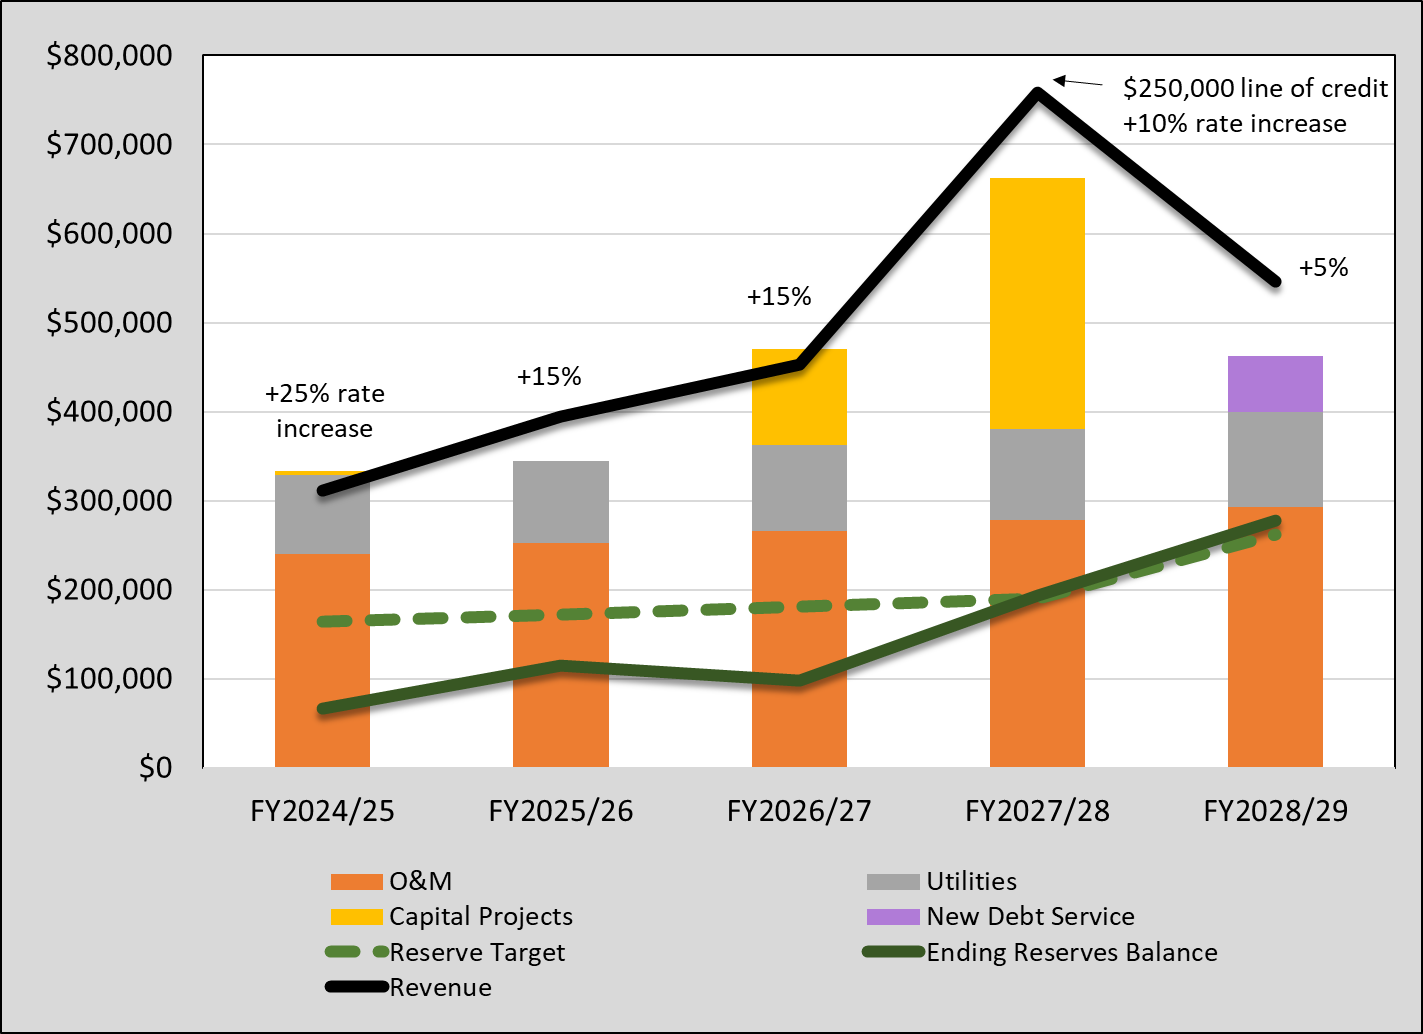 $800,000
$700,000
$600,000
$500,000
$400,000
$300,000
$200,000
$100,000
$0
$250,000 line of credit
+10% rate increase
+5%
+15%
+15%
+25% rate
increase
FY2024/25
FY2025/26
FY2026/27
FY2027/28
FY2028/29
O&M
Utilities
Capital Projects
New Debt Service
Reserve Target
Ending Reserves Balance
Revenue